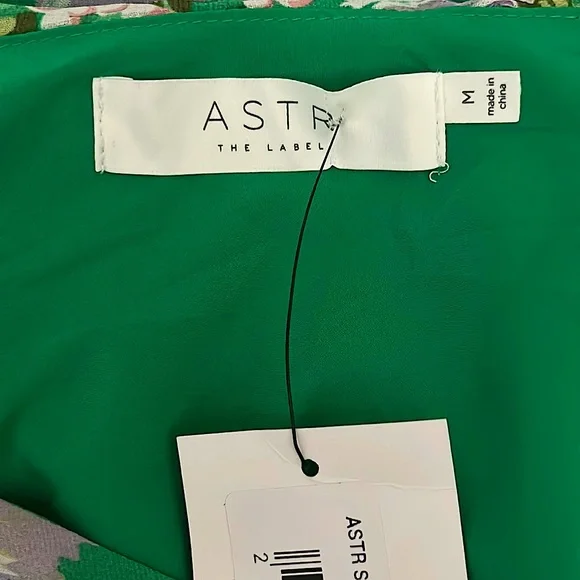 ASTR
THE LABEL
M
made in
china
ASTR S
2